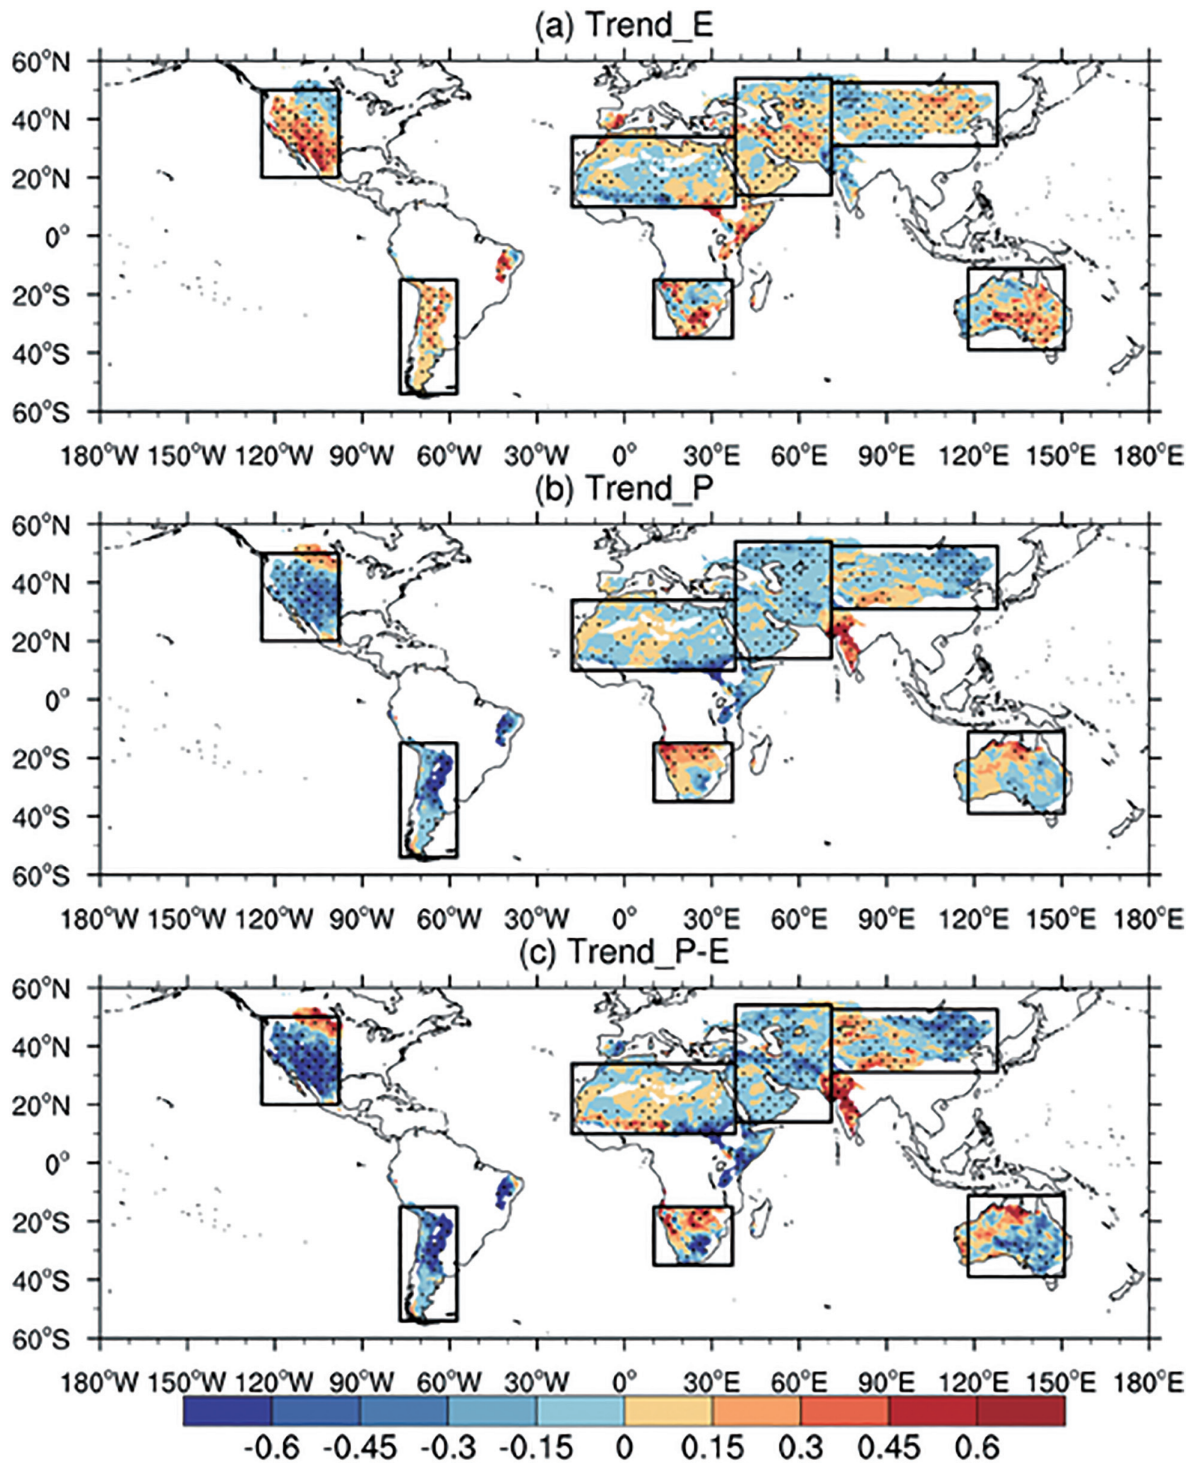 (a) Trend_E
60°N
40°N
20°N
0°
20°S
40°S
60°S
180°W 150°W 120°W 90°W 60°W 30°W 0° 30°E 60°E 90°E 120°E 150°E 180°E
(b) Trend_P
60°N
40°N
20°N
0°
20°S
40°S
60°S
180°W 150°W 120°W 90°W 60°W 30°W 0° 30°E 60°E 90°E 120°E 150°E 180°E
(c) Trend_P-E
60°N
40°N
20°N
0°
20°S
40°S
60°S
180°W 150°W 120°W 90°W 60°W 30°W 0° 30°E 60°E 90°E 120°E 150°E 180°E
-0.6 -0.45 -0.3 -0.15 0 0.15 0.3 0.45 0.6